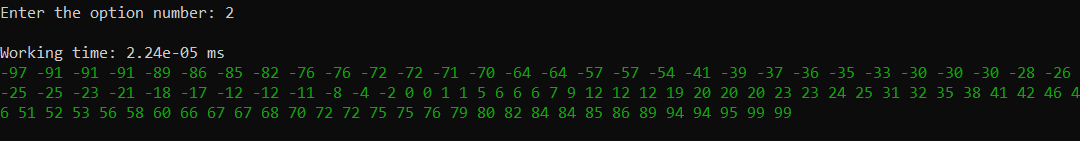 Enter the option number: 2
Working time: 2.24e-05 ms
-97 -91 -91 -91 -89 -86 -85 -82 -76 -76 -72 -72 -71 -70 -64 -64 -57 -57 -54 -41 -39 -37 -36 -35 -33 -30 -30 -30 -28 -26
-25 -25 -23 -21 -18 -17 -12 -12 -11 -8 -4 -2 0 0 1 1 5 6 6 6 7 9 12 12 12 19 20 20 20 23 23 24 25 31 32 35 38 41 42 46 4
6 51 52 53 56 58 60 66 67 67 68 70 72 72 75 75 76 79 80 82 84 84 85 86 89 94 94 95 99 99